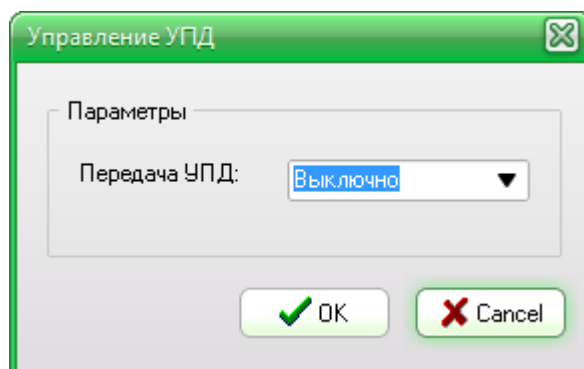 Управление УПД
Параметры
Передача УПД: Выключно
OK Cancel